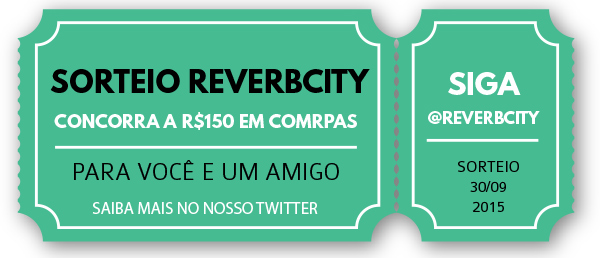 SORTEIO REVERBCITY
CONCORRA A R$150 EM COMRPAS
PARA VOCÊ E UM AMIGO
SAIBA MAIS NO NOSSO TWITTER
SIGA
@REVERBCITY
SORTEIO
30/09
2015